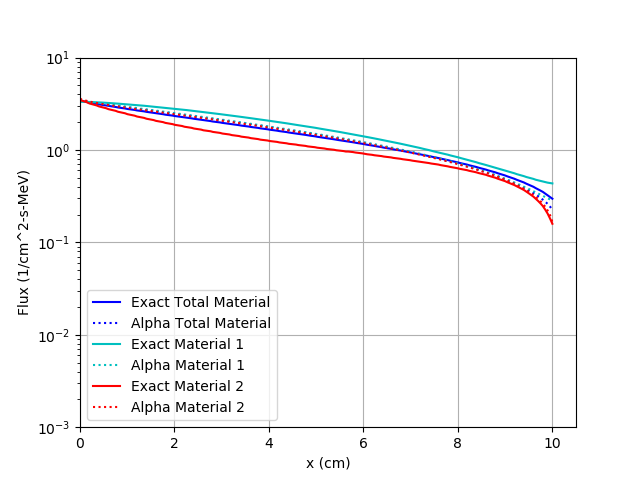 10^1
10^0
10^−1
10^−2
10^−3
Flux (1/cm^2-s-MeV)
Exact Total Material
Alpha Total Material
Exact Material 1
Alpha Material 1
Exact Material 2
Alpha Material 2
0 2 4 6 8 10
x (cm)